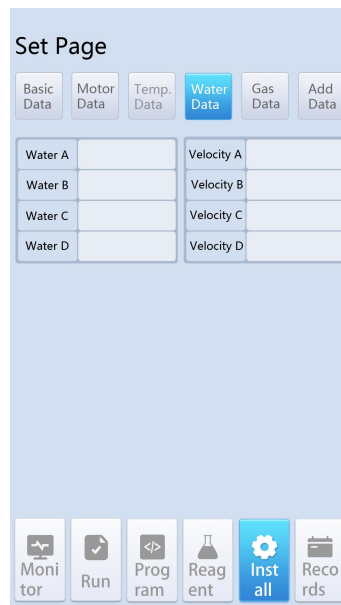 Set Page
Basic Data
Motor Data
Temp. Data
Water Data
Gas Data
Add Data
Water A
Velocity A
Water B
Velocity B
Water C
Velocity C
Water D
Velocity D
Moni
tor
Run
Prog
ram
Reag
ent
Inst
all
Reco
rds